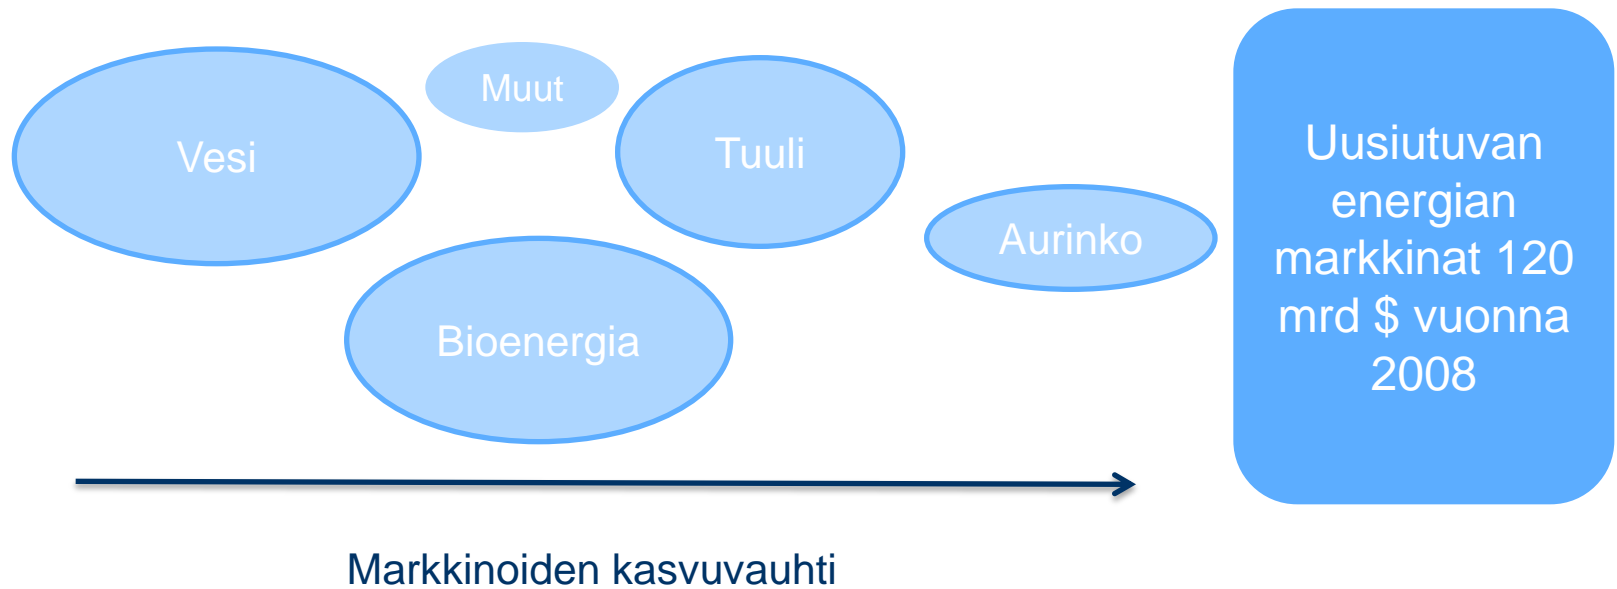 Muut
Vesi
Tuuli
Aurinko
Bioenergia
Uusiutuvan
energian
markkinat 120
mrd $ vuonna
2008
Markkinoiden kasvuvauhti